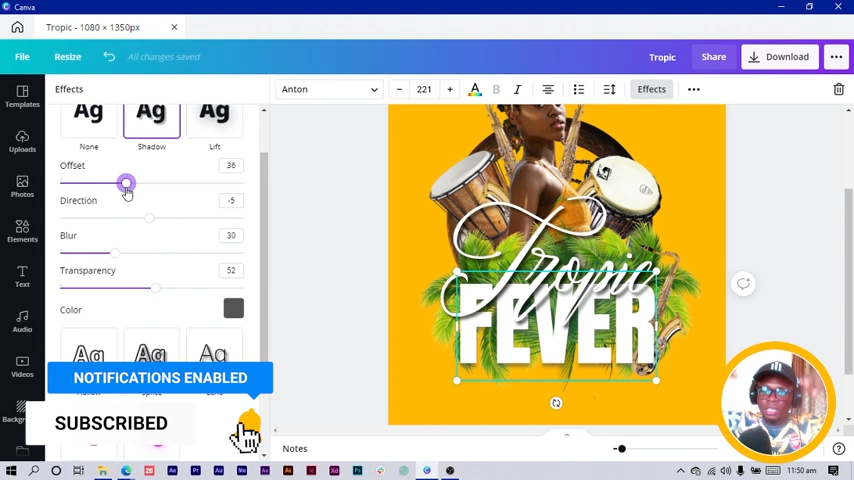 Canva
Tropic - 1080 × 1350px
File
Resize
All changes saved
Tropic
Share
Download
Effects
Anton
221
B
I
Effects
Templates
Uploads
Photos
Elements
Text
Audio
Videos
Ag
Ag
Ag
None
Shadow
Lift
Offset
36
Direction
-5
Blur
30
Transparency
52
Color
Ag
Ag
Ag
NOTIFICATIONS ENABLED
SUBSCRIBED
Tropic
FEVER
Notes
11:50 am